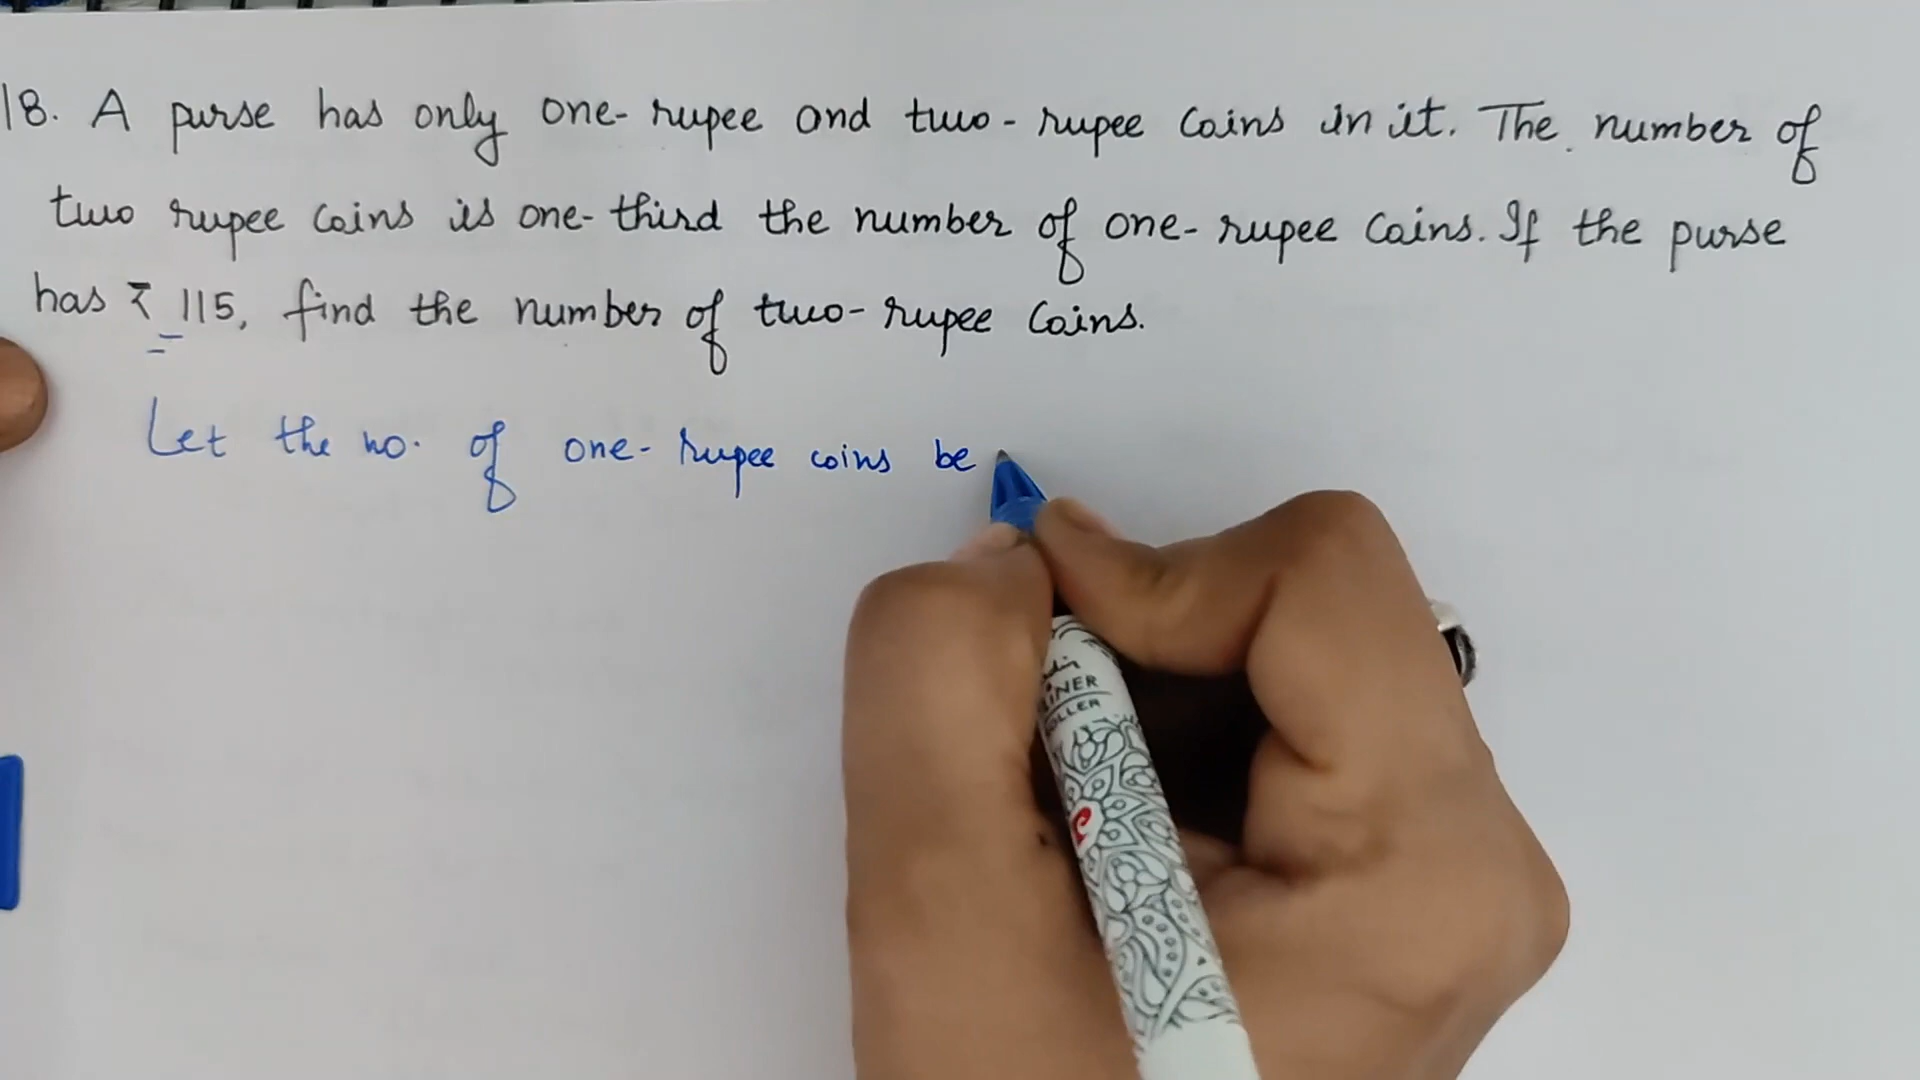 18. A purse has only one-rupee and two-rupee coins in it. The number of
two rupee coins is one-third the number of one-rupee coins. If the purse
has ₹ 115, find the number of two-rupee coins.
Let the no. of one-rupee coins be